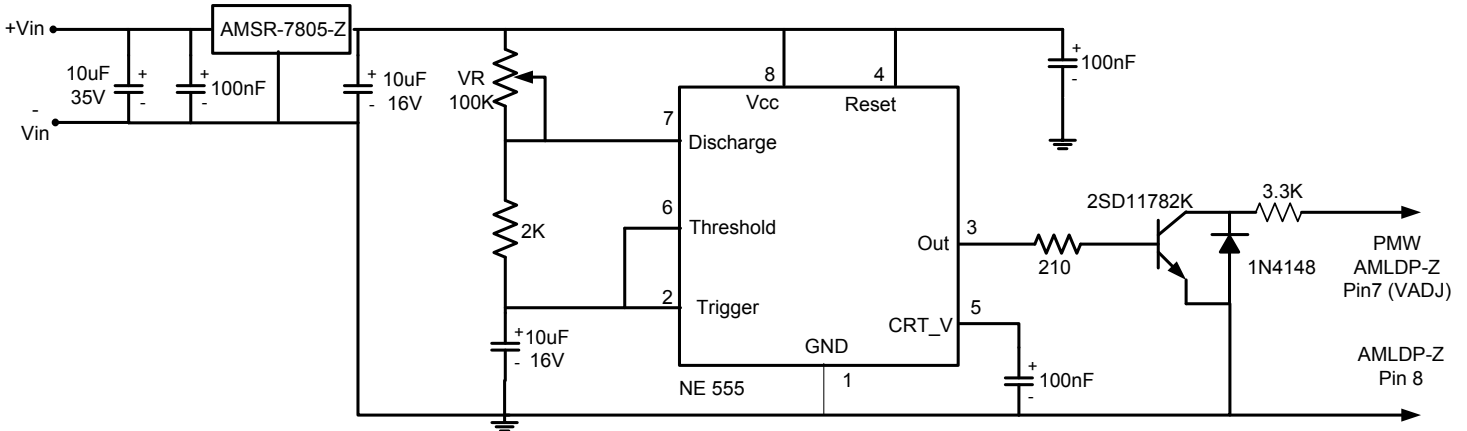 +Vin
AMSR-7805-Z
10uF
35V
+
-
+
-
100nF
+
-
10uF
16V
VR
100K
8
4
Vcc
Reset
+
-
100nF
-
Vin
7
Discharge
2K
6
Threshold
2SD11782K
3.3K
3
Out
210
1N4148
PMW
AMLDP-Z
Pin7 (VADJ)
2
Trigger
5
CRT_V
+
-
10uF
16V
GND
1
NE 555
+
-
100nF
AMLDP-Z
Pin 8